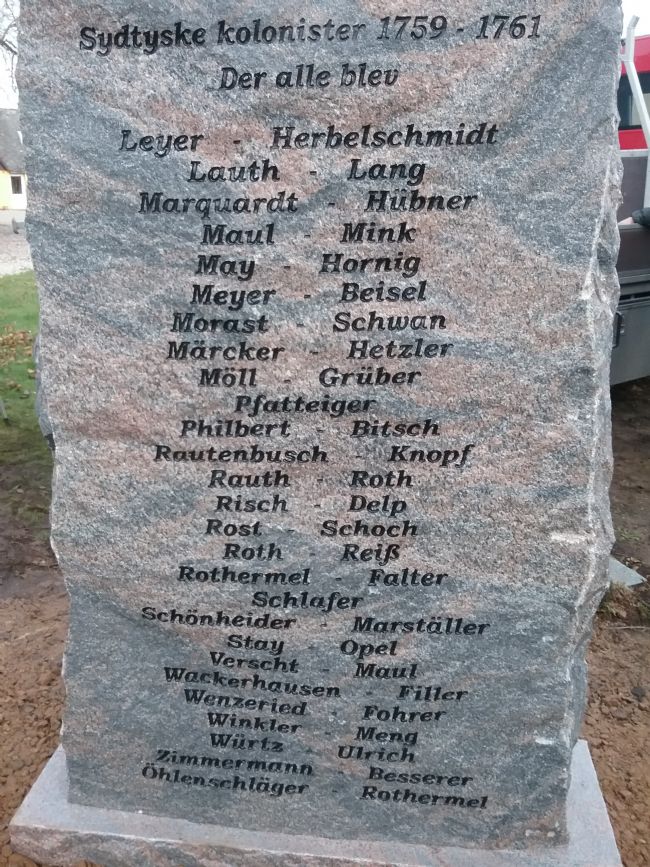 Sydtyske kolonister 1759 - 1761
Der alle blev
Leyer - Herbelschmidt
Lauth - Lang
Marquardt - Hübner
Maul - Mink
May - Hornig
Meyer - Beisel
Morast - Schwan
Märcker - Hetzler
Möll - Grüber
Pfatteiger
Philbert - Bitsch
Rautenbusch - Knopf
Rauth - Roth
Risch - Delp
Rost - Schoch
Roth - Reiß
Rothermel - Falter
Schlafer
Schönheider - Marställer
Stay - Opel
Verscht - Maul
Wackerhausen - Filler
Wenzeried - Fohrer
Winkler - Meng
Würtz - Ulrich
Zimmermann - Besserer
Öhlenschläger - Rothermel